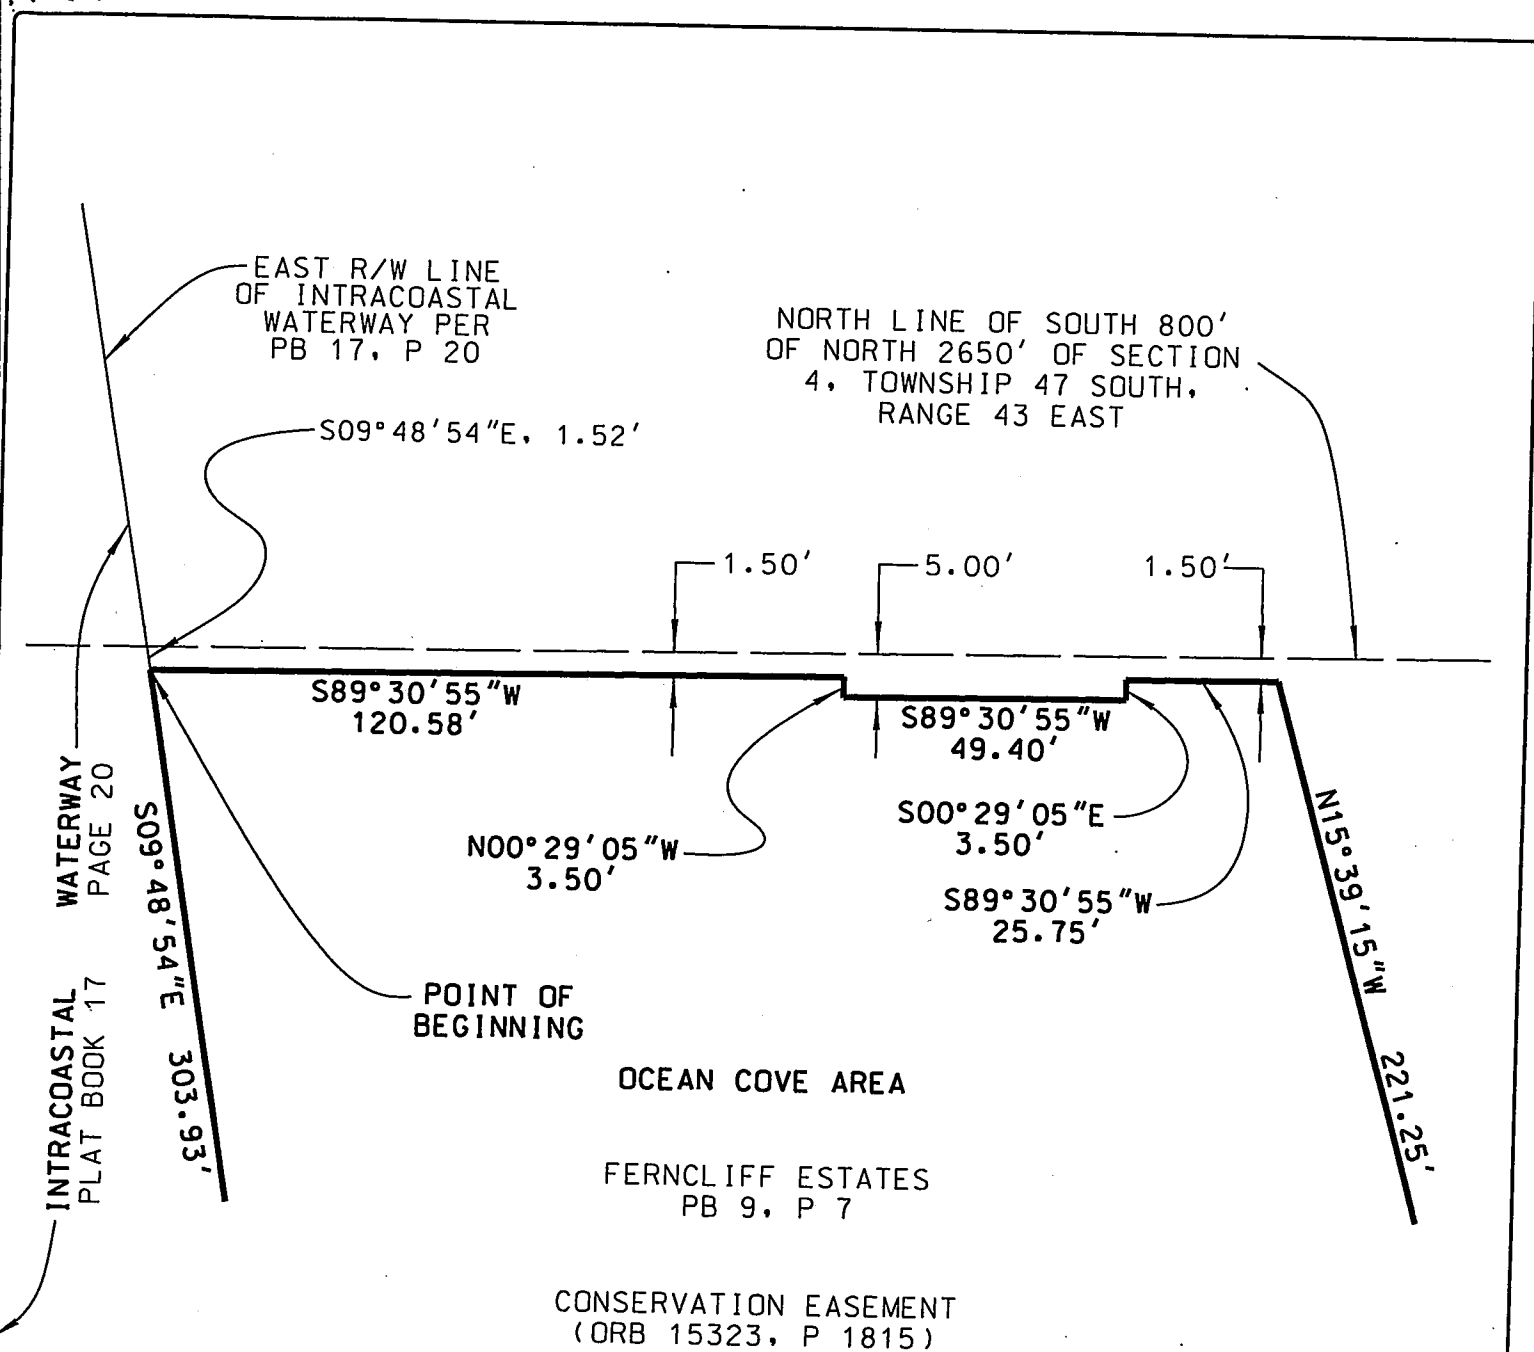 EAST R/W LINE
OF INTRACOASTAL
WATERWAY PER
PB 17, P 20
NORTH LINE OF SOUTH 800'
OF NORTH 2650' OF SECTION
4, TOWNSHIP 47 SOUTH,
RANGE 43 EAST
S09°48'54"E, 1.52'
1.50'
5.00'
1.50'
S89°30'55"W
120.58'
S89°30'55"W
49.40'
N00°29'05"W
3.50'
S00°29'05"E
3.50'
S89°30'55"W
25.75'
INTRACOASTAL WATERWAY
PLAT BOOK 17 PAGE 20
S09°48'54"E 303.93'
N15°39'15"W 221.25'
POINT OF
BEGINNING
OCEAN COVE AREA
FERNCLIFF ESTATES
PB 9, P 7
CONSERVATION EASEMENT
(ORB 15323, P 1815)